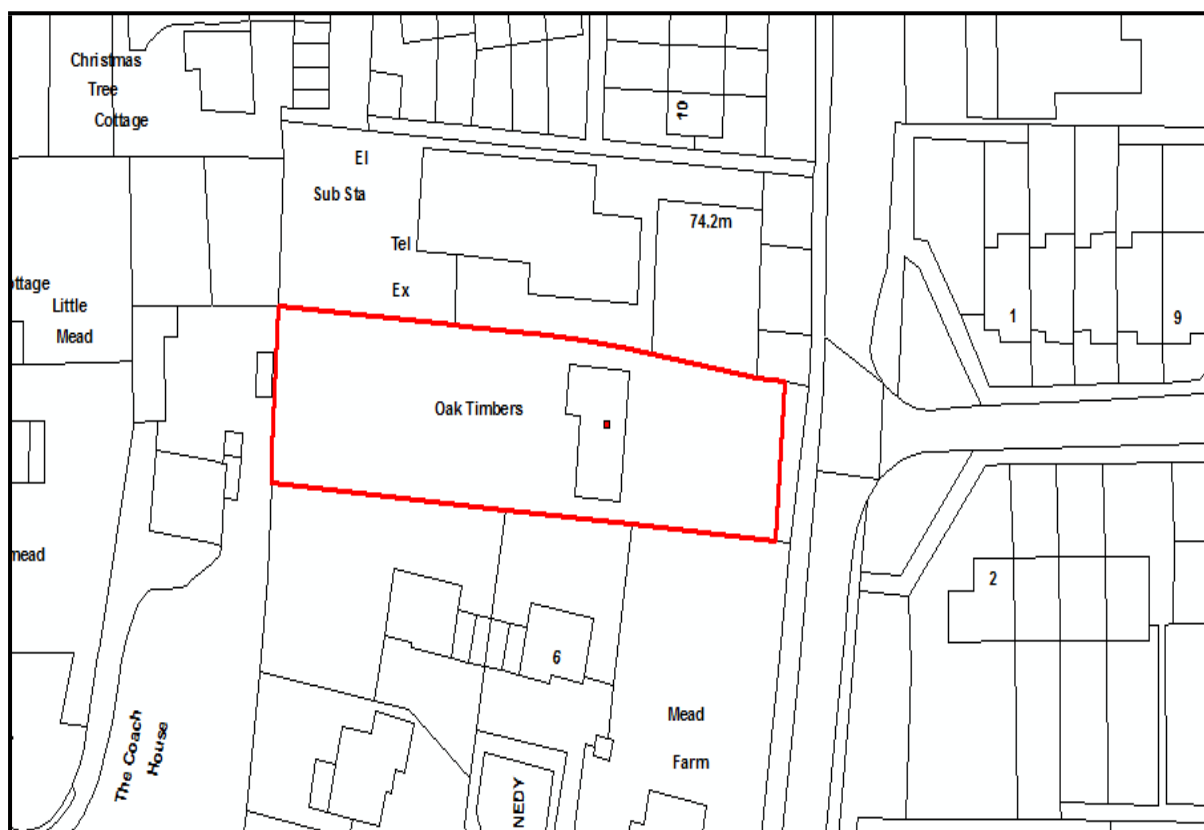 Christmas
Tree
Cottage
10
El
Sub Sta
74.2m
Tel
Ex
ottage
Little
Mead
1
9
Oak Timbers
mead
2
6
Mead
Farm
The Coach
House
NEDY